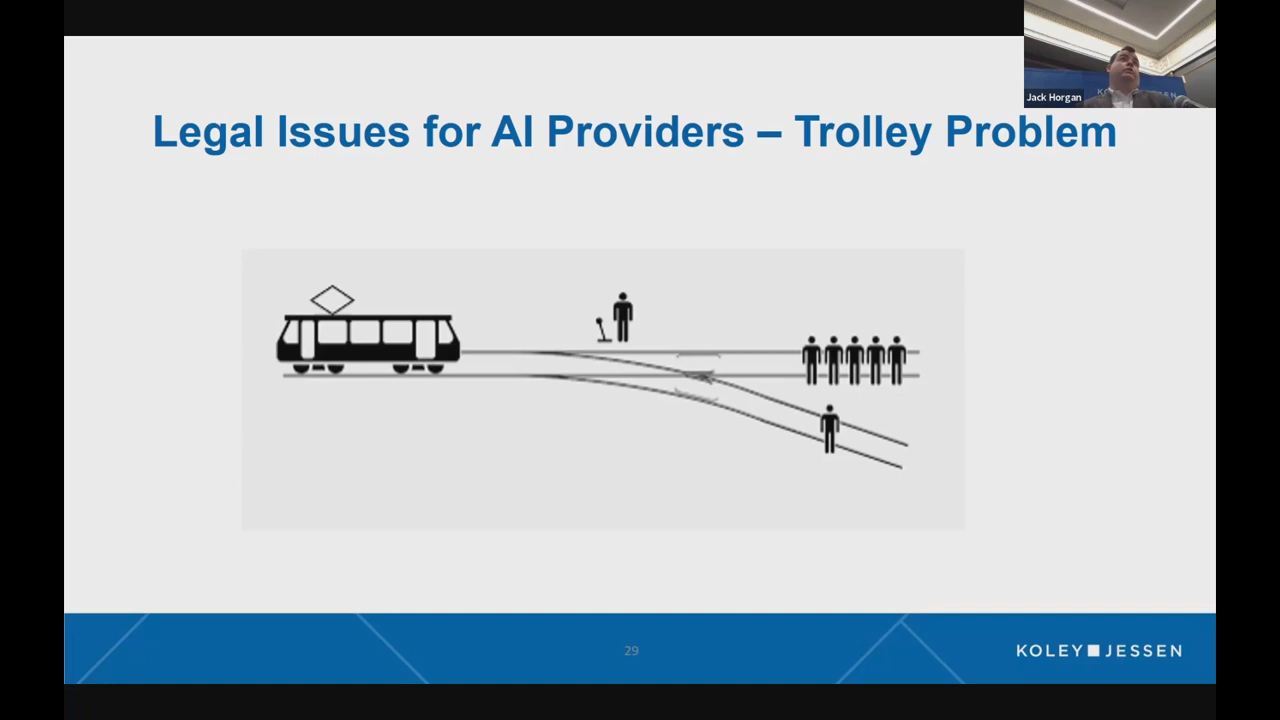 Jack Horgan
Legal Issues for AI Providers – Trolley Problem
29
KOLEY JESSEN